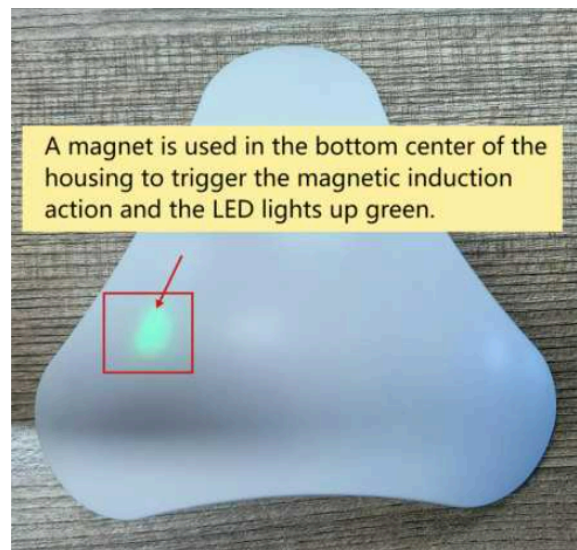 A magnet is used in the bottom center of the
housing to trigger the magnetic induction
action and the LED lights up green.